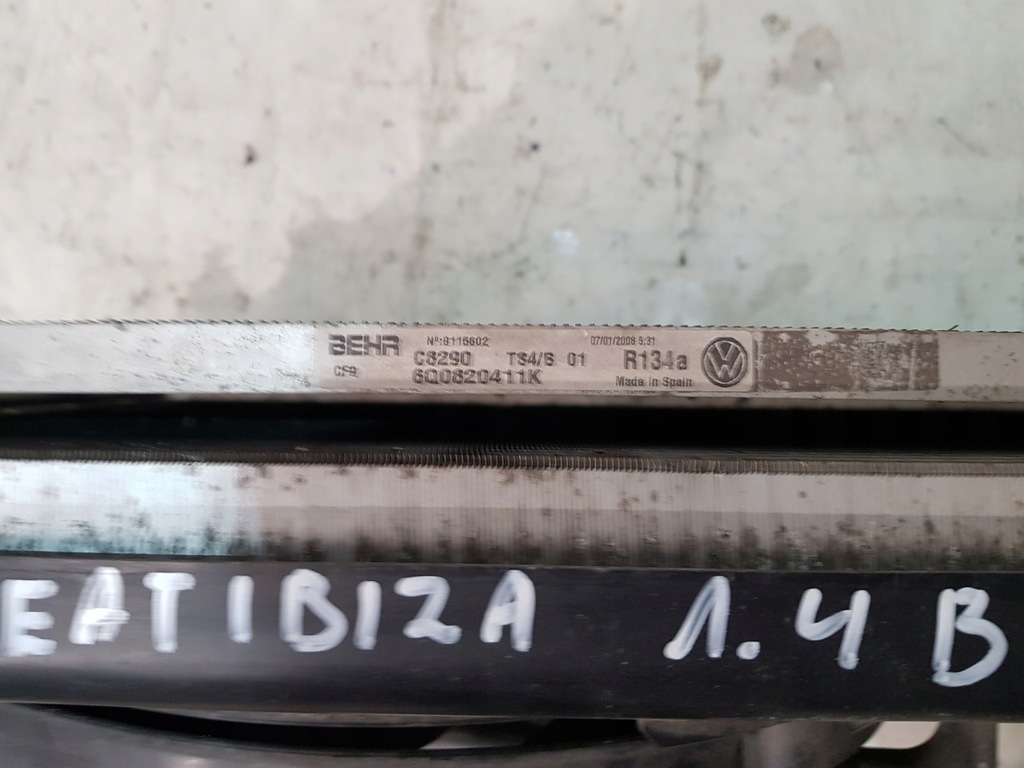 BEHR Nº:8116602 07/01/2008 5:31
C8290 TS4/B 01 R134a
CF9 6Q0820411K Made in Spain
EAT IBIZA 1.4 B